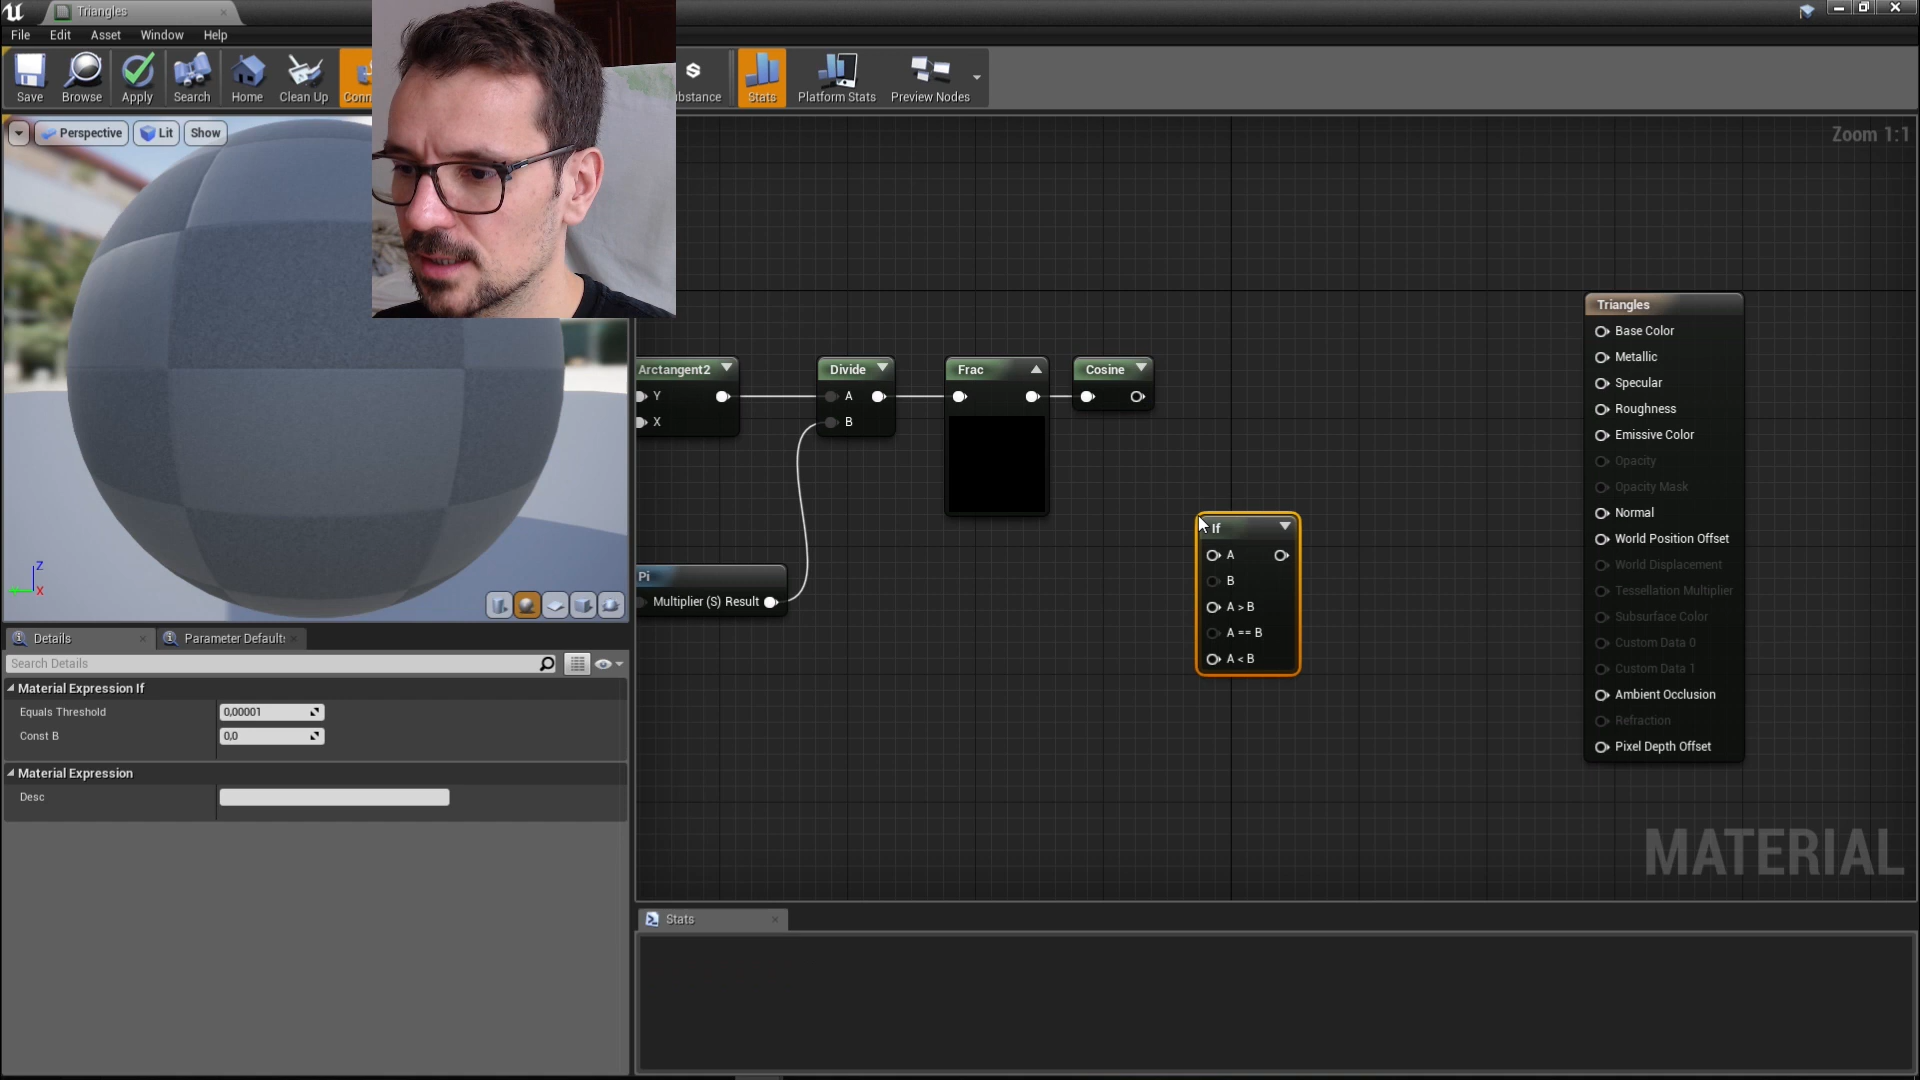 Triangles
File Edit Asset Window Help
Save Browse Apply Search Home Clean Up Conn
ubstance Stats Platform Stats Preview Nodes
Perspective Lit Show
Zoom 1:1
Triangles
Base Color
Metallic
Specular
Roughness
Emissive Color
Opacity
Opacity Mask
Normal
World Position Offset
World Displacement
Tessellation Multiplier
Subsurface Color
Custom Data 0
Custom Data 1
Ambient Occlusion
Refraction
Pixel Depth Offset
Arctangent2
Y
X
Divide
A
B
Frac
Cosine
If
A
B
A > B
A == B
A < B
Pi
Multiplier (S) Result
Z
X
Details Parameter Default
Search Details
Material Expression If
Equals Threshold 0,00001
Const B 0,0
Material Expression
Desc
MATERIAL
Stats